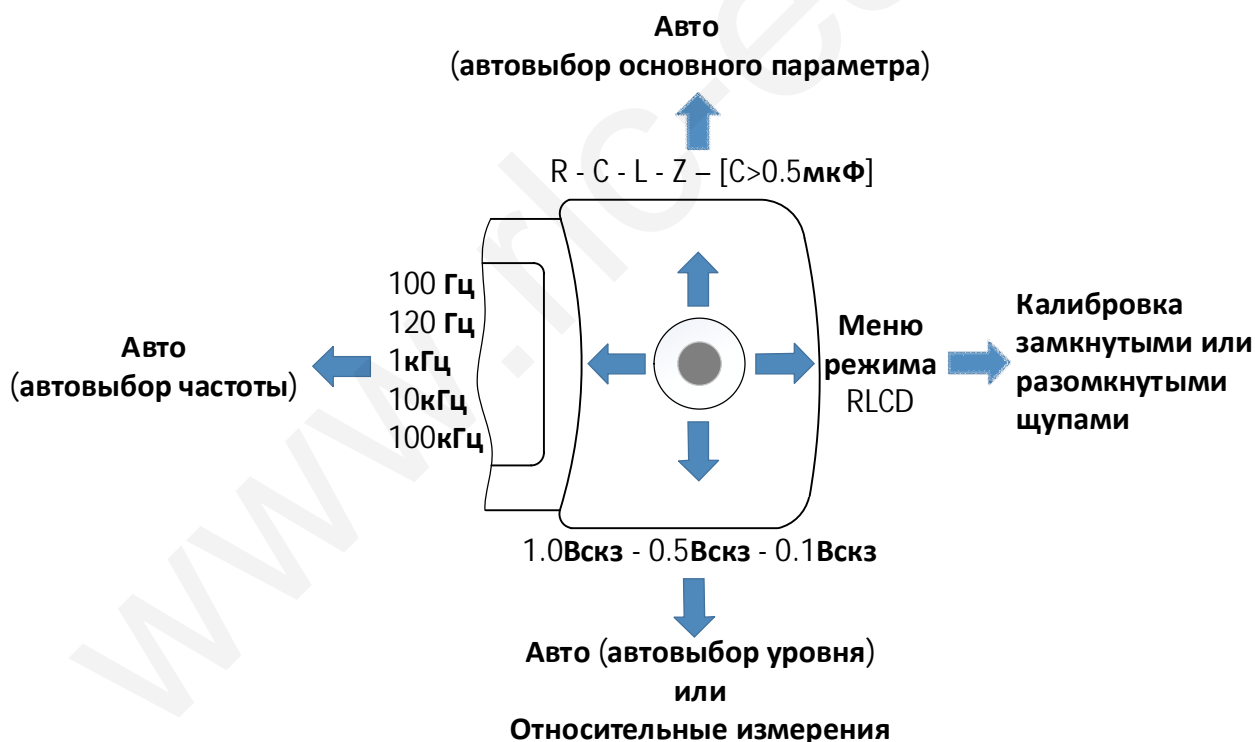 Авто
(автовыбор основного параметра)
R - C - L - Z – [C>0.5мкФ]
100 Гц
120 Гц
1кГц
10кГц
100кГц
Авто
(автовыбор частоты)
Меню
режима
RLCD
Калибровка
замкнутыми или
разомкнутыми
щупами
1.0Вскз - 0.5Вскз - 0.1Вскз
Авто (автовыбор уровня)
или
Относительные измерения